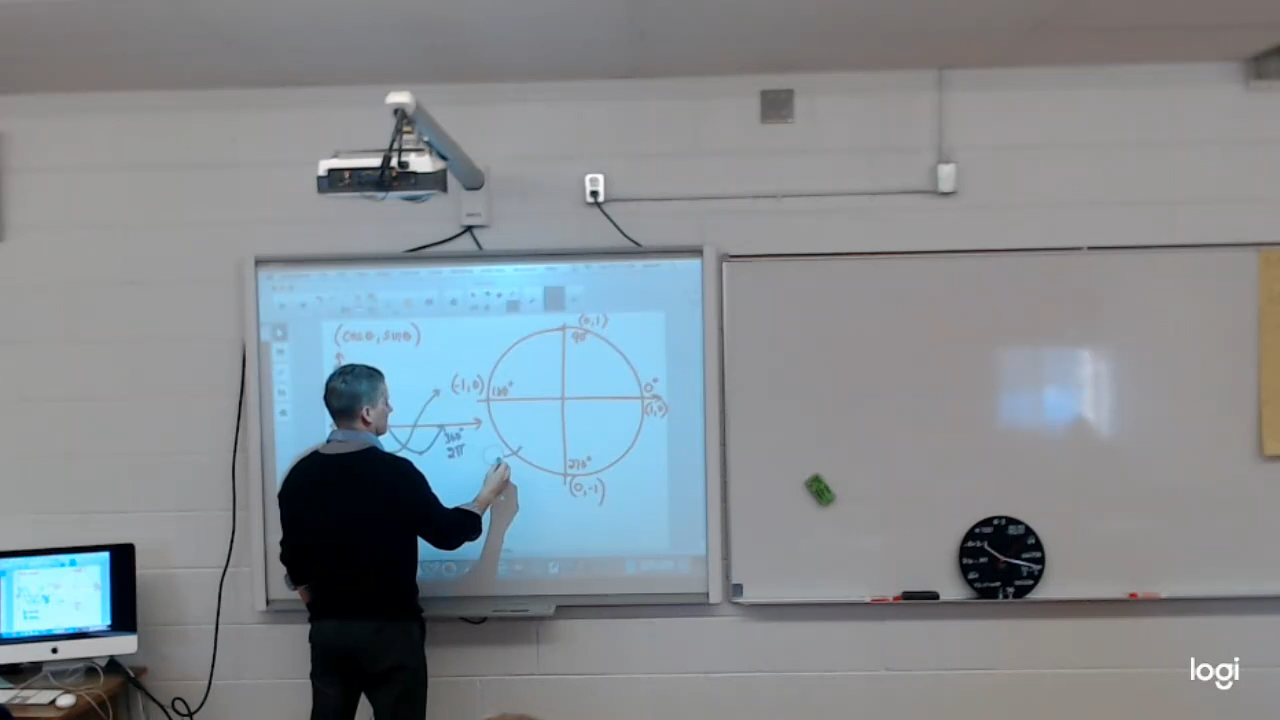 (cosθ, sinθ)
(0,1)
90°
(-1,0) 180°
0°
(1,0)
360°
2π
270°
(0,-1)
logi